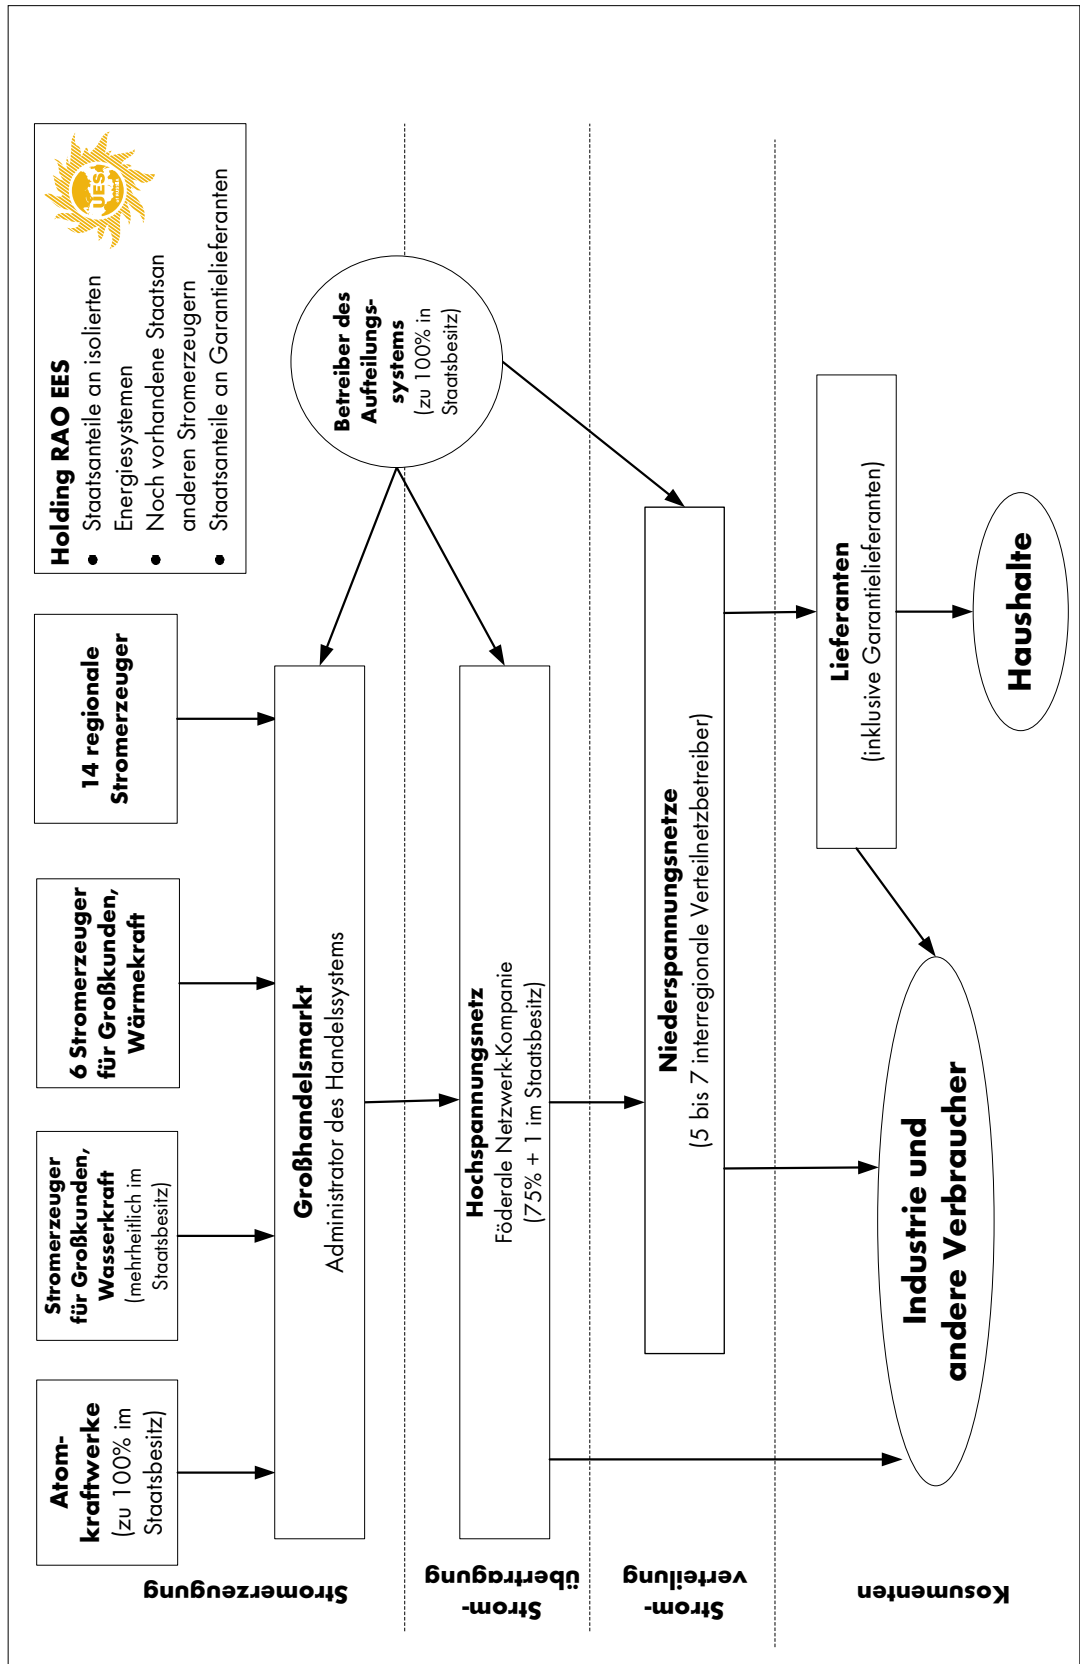 Stromerzeugung
Atom-
kraftwerke
(zu 100% im
Staatsbesitz)
Stromerzeuger
für Großkunden,
Wasserkraft
(mehrheitlich im
Staatsbesitz)
6 Stromerzeuger
für Großkunden,
Wärmekraft
14 regionale
Stromerzeuger
Holding RAO EES
• Staatsanteile an isolierten
Energiesystemen
• Noch vorhandene Staatsan
anderen Stromerzeugern
• Staatsanteile an Garantielieferanten
UES
Großhandelsmarkt
Administrator des Handelssystems
Betreiber des
Aufteilungs-
systems
(zu 100% in
Staatsbesitz)
Strom-
übertragung
Hochspannungsnetz
Föderale Netzwerk-Kompanie
(75% + 1 im Staatsbesitz)
Strom-
verteilung
Niederspannungsnetze
(5 bis 7 interregionale Verteilnetzbetreiber)
Kosumenten
Lieferanten
(inklusive Garantielieferanten)
Industrie und
andere Verbraucher
Haushalte